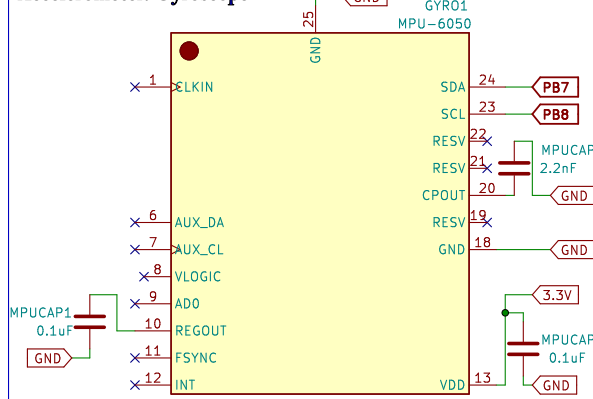 GND
GYRO1
MPU-6050
25
GND
1 CLKIN
SDA 24 PB7
SCL 23 PB8
RESV 22
MPUCAP
RESV 21
2.2nF
CPOUT 20 GND
6 AUX_DA
RESV 19
7 AUX_CL
GND 18 GND
8 VLOGIC
9 AD0
3.3V
MPUCAP1
0.1uF
10 REGOUT
MPUCAP
GND
11 FSYNC
0.1uF
12 INT
VDD 13 GND